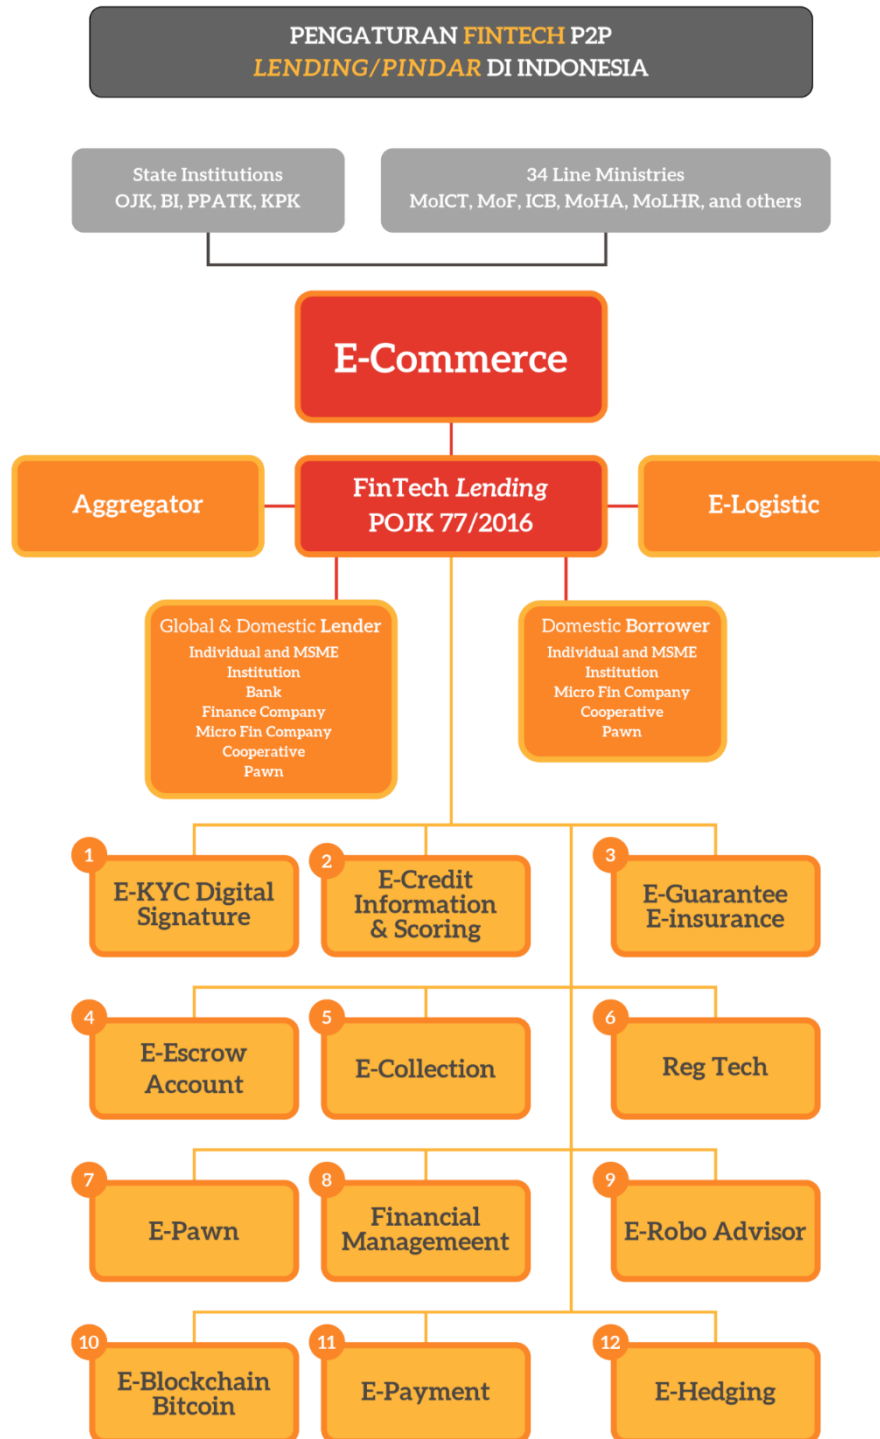 PENGATURAN FINTECH P2P
LENDING/PINDAR DI INDONESIA
State Institutions
OJK, BI, PPATK, KPK
34 Line Ministries
MoICT, MoF, ICB, MoHA, MoLHR, and others
E-Commerce
Aggregator
FinTech Lending
POJK 77/2016
E-Logistic
Global & Domestic Lender
Individual and MSME
Institution
Bank
Finance Company
Micro Fin Company
Cooperative
Pawn
Domestic Borrower
Individual and MSME
Institution
Micro Fin Company
Cooperative
Pawn
1
E-KYC Digital
Signature
2
E-Credit
Information
& Scoring
3
E-Guarantee
E-insurance
4
E-Escrow
Account
5
E-Collection
6
Reg Tech
7
E-Pawn
8
Financial
Managemeent
9
E-Robo Advisor
10
E-Blockchain
Bitcoin
11
E-Payment
12
E-Hedging